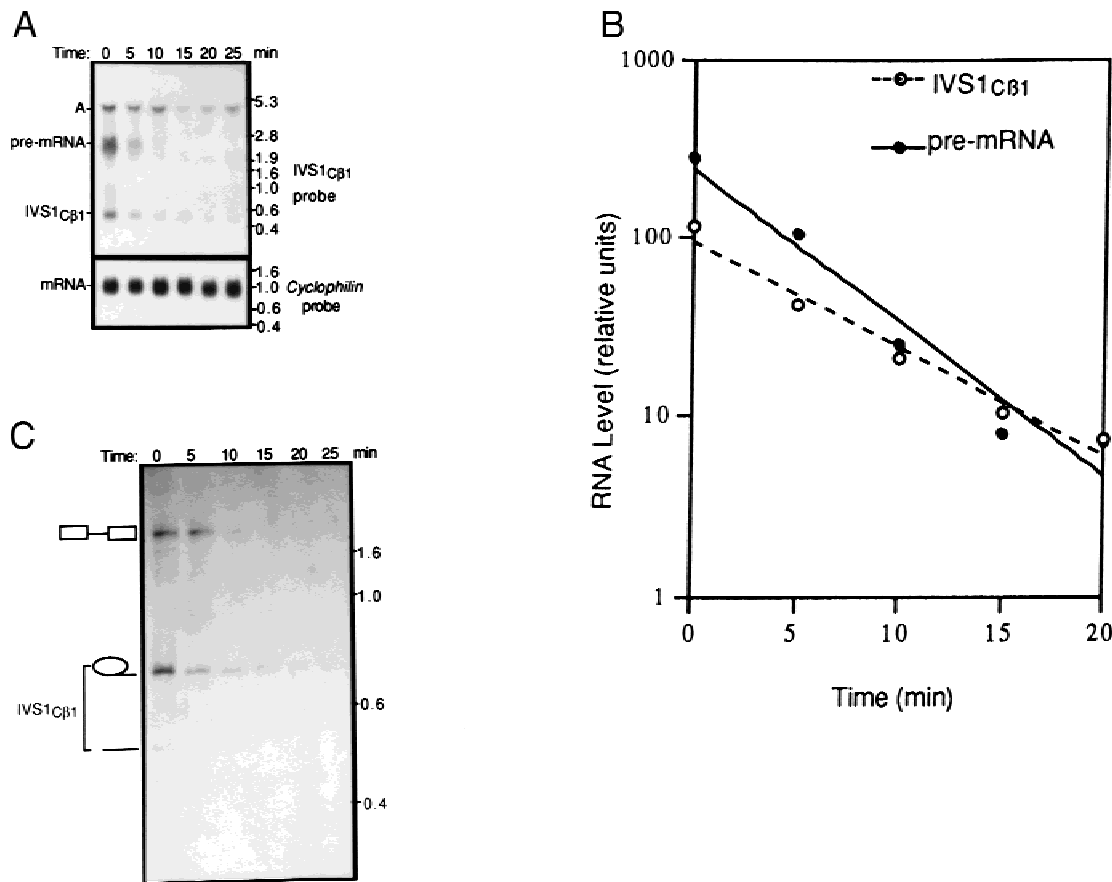 A
Time: 0 5 10 15 20 25 min
A
pre-mRNA
IVS1Cβ1
5.3
2.8
1.9
1.6
1.0
0.6
0.4
IVS1Cβ1
probe
mRNA
1.6
1.0
0.6
0.4
Cyclophilin
probe
B
1000
100
10
1
IVS1Cβ1
pre-mRNA
RNA Level (relative units)
0 5 10 15 20
Time (min)
C
Time: 0 5 10 15 20 25 min
IVS1Cβ1
1.6
1.0
0.6
0.4